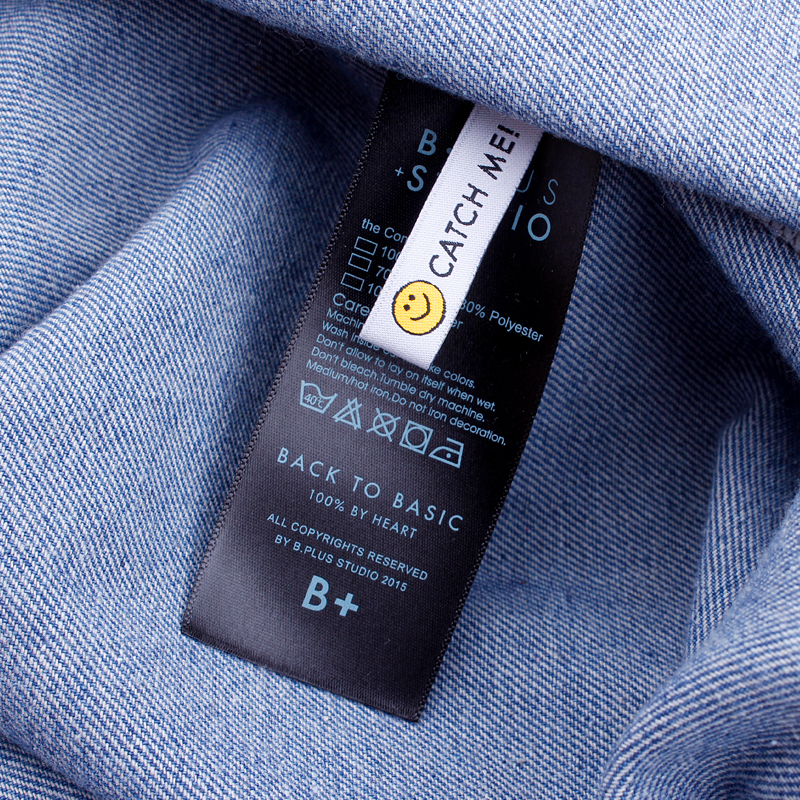 B
US
+S
IO
CATCH ME!
the Con
100
70
30% Polyester
10
Care
Machin
Wash inside
ke colors.
Don't allow to lay on itself when wet.
Don't bleach.Tumble dry machine.
Medium/hot iron.Do not iron decoration.
40°C
BACK TO BASIC
100% BY HEART
ALL COPYRIGHTS RESERVED
BY B.PLUS STUDIO 2015
B+